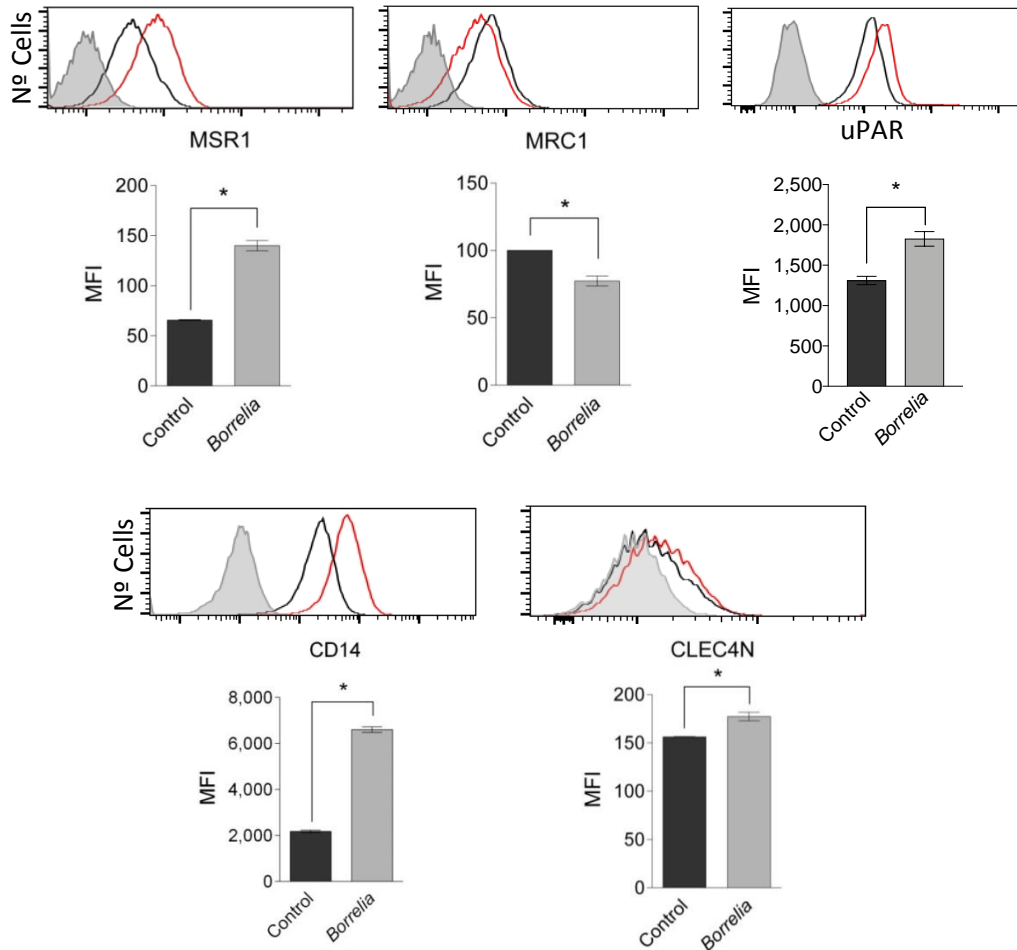 Nº Cells
MSR1
MRC1
uPAR
MFI
200
150
100
50
0
*
Control
Borrelia
MFI
150
100
50
0
*
Control
Borrelia
MFI
2,500
2,000
1,500
1,000
500
0
*
Control
Borrelia
Nº Cells
CD14
CLEC4N
MFI
8,000
6,000
4,000
2,000
0
*
Control
Borrelia
MFI
200
150
100
50
0
*
Control
Borrelia